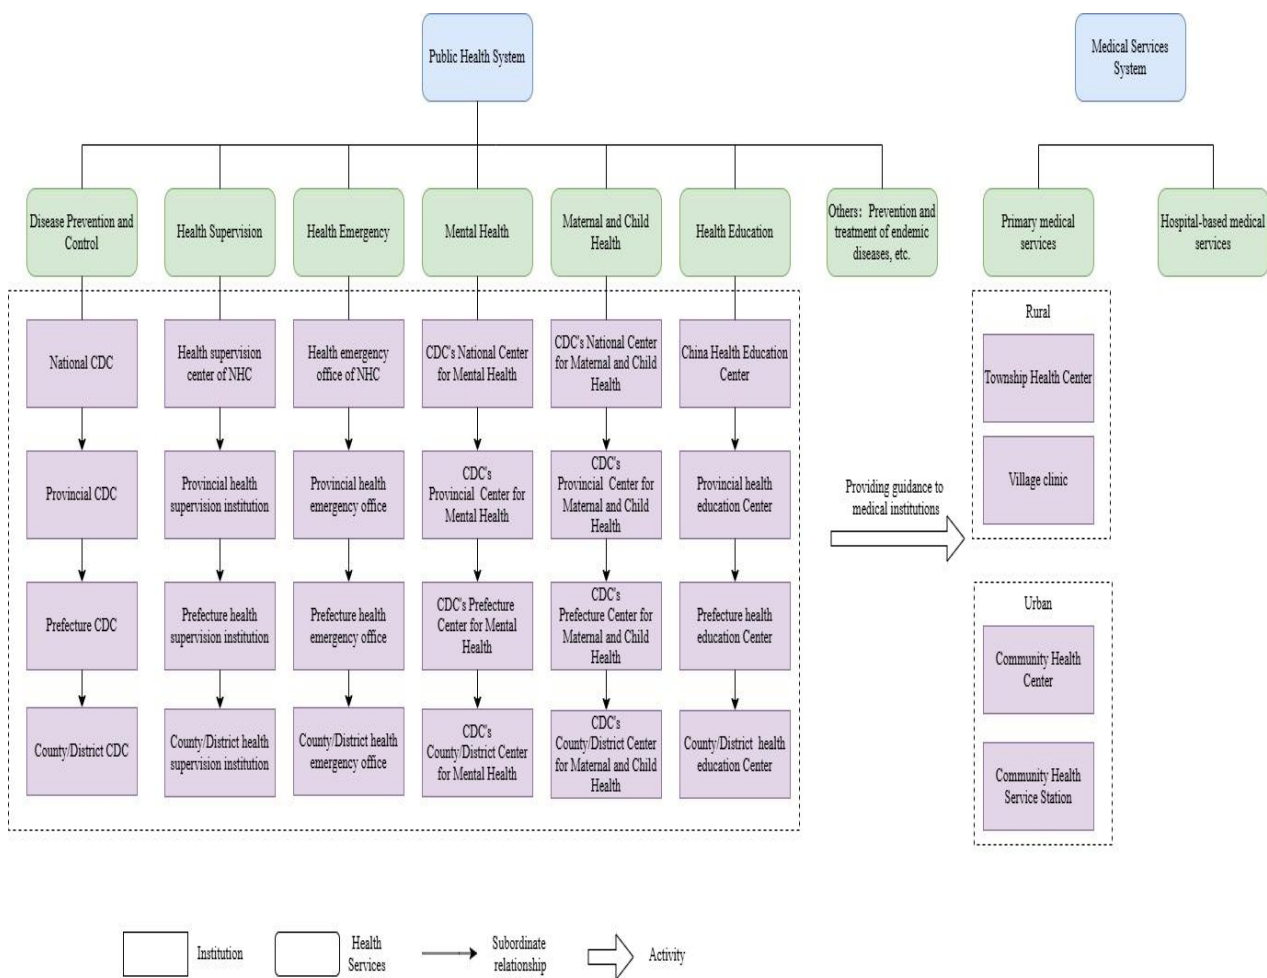 Public Health System
Medical Services
System
Disease Prevention and
Control
Health Supervision
Health Emergency
Mental Health
Maternal and Child
Health
Health Education
Others: Prevention and
treatment of endemic
diseases, etc.
Primary medical
services
Hospital-based medical
services
National CDC
Health supervision
center of NHC
Health emergency
office of NHC
CDC's National Center
for Mental Health
CDC's National Center
for Maternal and Child
Health
China Health Education
Center
Rural
Township Health Center
Provincial CDC
Provincial health
supervision institution
Provincial health
emergency office
CDC's
Provincial Center for
Mental Health
CDC's
Provincial Center for
Maternal and Child
Health
Provincial health
education Center
Providing guidance to
medical institutions
Village clinic
Prefecture CDC
Prefecture health
supervision institution
Prefecture health
emergency office
CDC's Prefecture
Center for Mental
Health
CDC's
Prefecture Center for
Maternal and Child
Health
Prefecture health
education Center
Urban
Community Health
Center
County/District CDC
County/District health
supervision institution
County/District health
emergency office
CDC's
County/District Center
for Mental Health
CDC's
County/District Center
for Maternal and Child
Health
County/District health
education Center
Community Health
Service Station
Institution
Health
Services
Subordinate
relationship
Activity